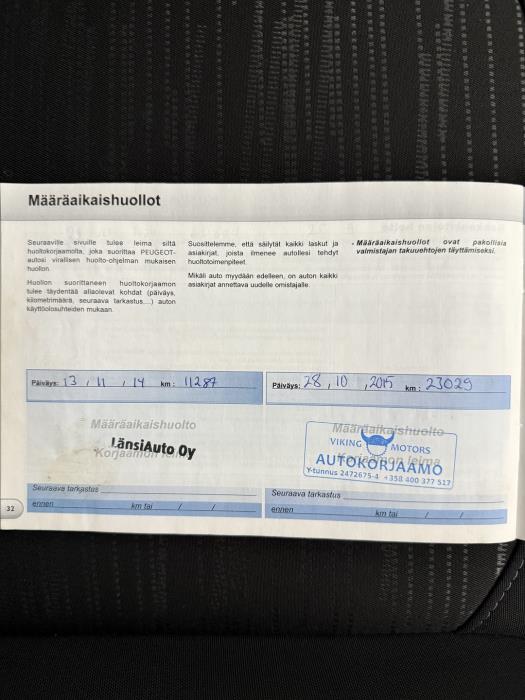 Määräaikaishuollot
Seuraaville sivuille tulee leima siltä
huoltokorjaamolta, joka suorittaa PEUGEOT-
autosi virallisen huolto-ohjelman mukaisen
huollon.
Huollon suorittaneen huoltokorjaamon
tulee täydentää allaolevat kohdat (päiväys,
kilometrimäärä, seuraava tarkastus...) auton
käyttöolosuhteiden mukaan.
Suosittelemme, että säilytät kaikki laskut ja
asiakirjat, joista ilmenee autollesi tehdyt
huoltotoimenpiteet.
Mikäli auto myydään edelleen, on auton kaikki
asiakirjat annettava uudelle omistajalle.
- Määräaikaishuollot ovat pakollisia
valmistajan takuuehtojen täyttämiseksi.
Päiväys: 13 / 11 / 14 km: 11287
Määräaikaishuolto
LänsiAuto Oy
Korjaamon leima
Seuraava tarkastus
ennen km tai / /
Päiväys: 28, 10, 2015 km: 23029
Määräaikaishuolto
VIKING MOTORS
Korjaamon leima
AUTOKORJAAMO
Y-tunnus 2472675-4 +358 400 377 527
Seuraava tarkastus
ennen km tai / /
32